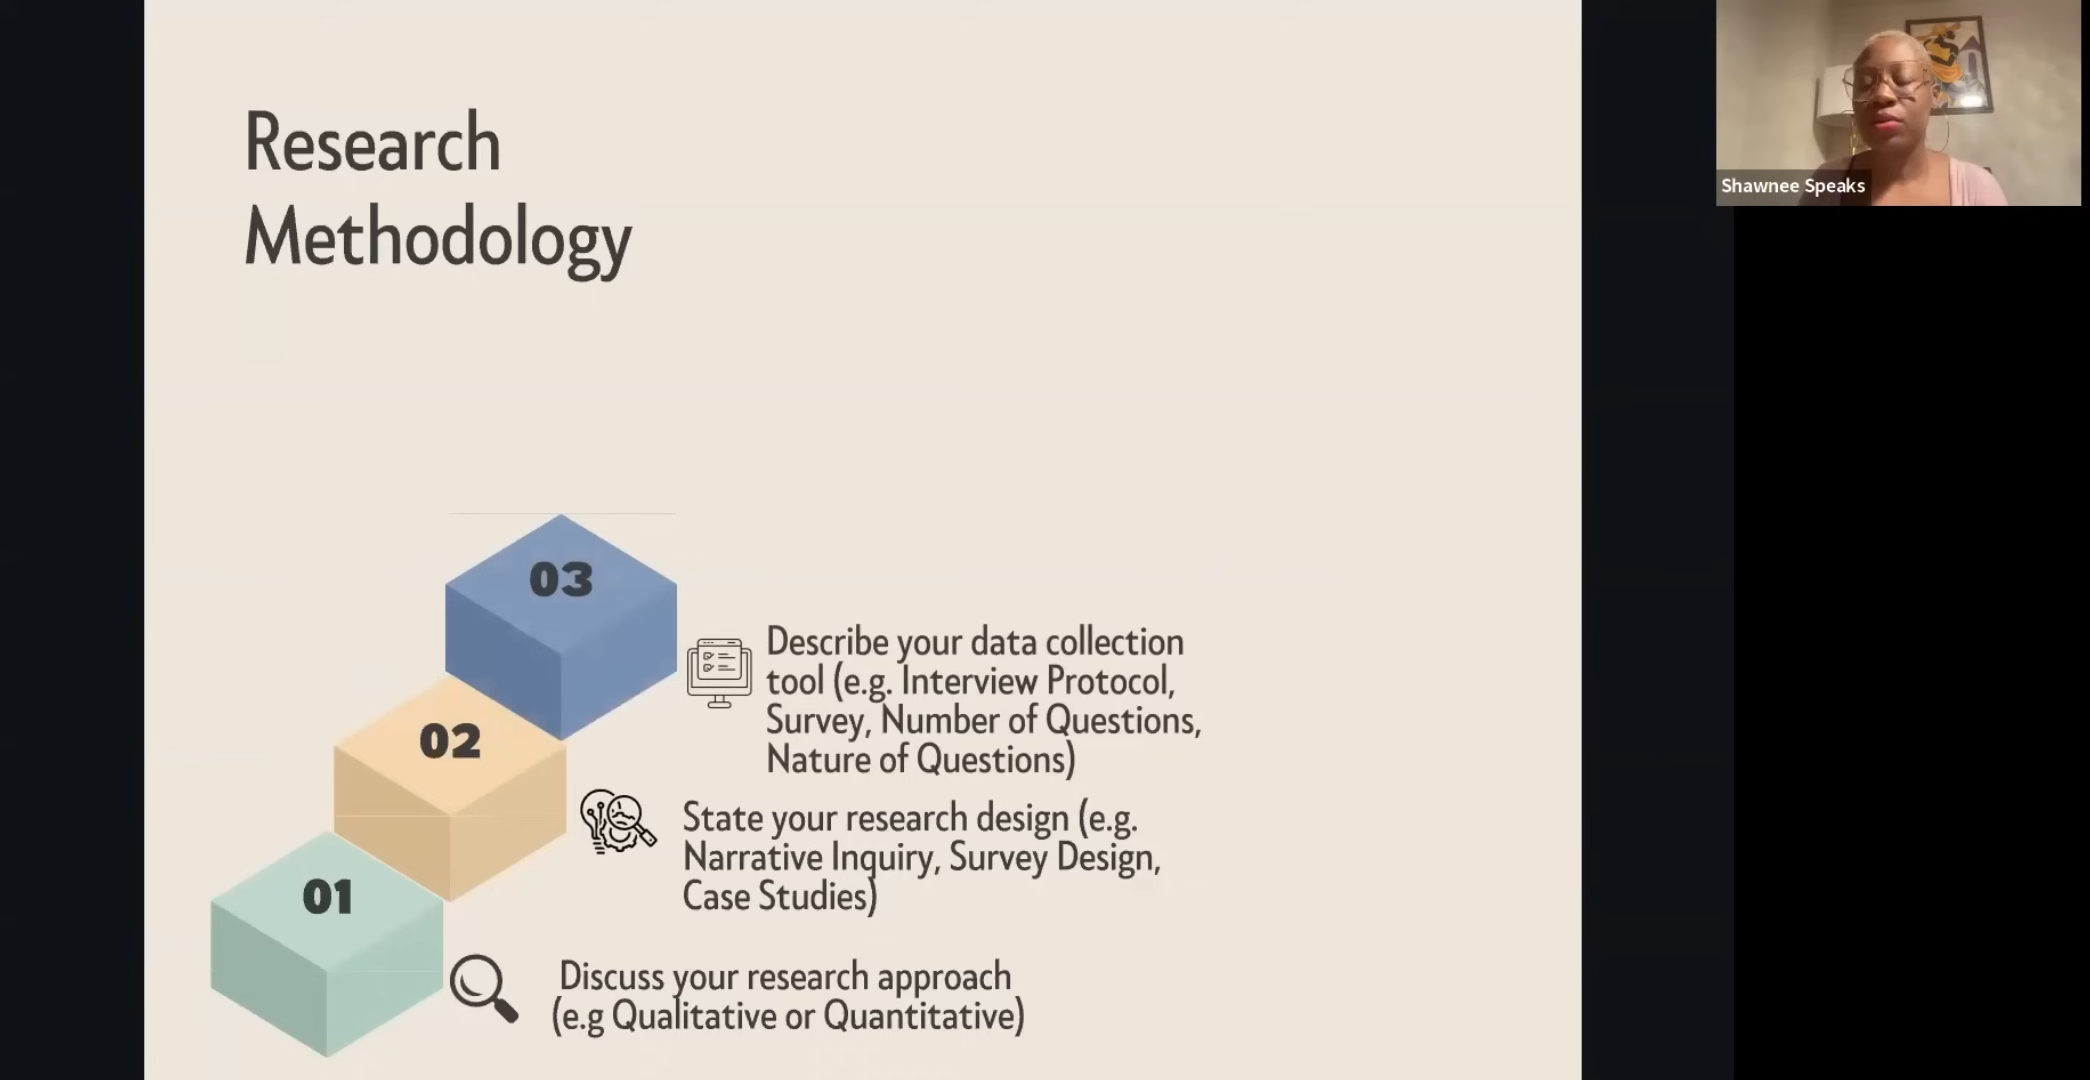 Research
Methodology
Shawnee Speaks
03
Describe your data collection
tool (e.g. Interview Protocol,
Survey, Number of Questions,
Nature of Questions)
02
State your research design (e.g.
Narrative Inquiry, Survey Design,
Case Studies)
01
Discuss your research approach
(e.g Qualitative or Quantitative)